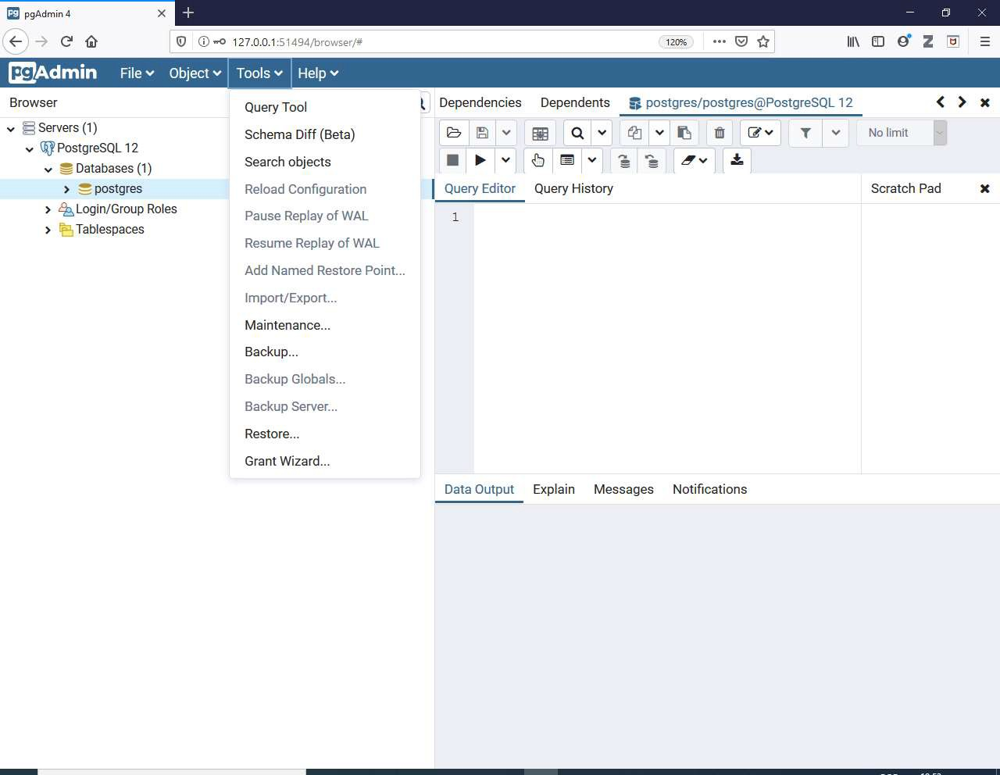 pgAdmin 4
127.0.0.1:51494/browser/#
120%
pgAdmin
File
Object
Tools
Help
Browser
Servers (1)
PostgreSQL 12
Databases (1)
postgres
Login/Group Roles
Tablespaces
Query Tool
Schema Diff (Beta)
Search objects
Reload Configuration
Pause Replay of WAL
Resume Replay of WAL
Add Named Restore Point...
Import/Export...
Maintenance...
Backup...
Backup Globals...
Backup Server...
Restore...
Grant Wizard...
Dependencies
Dependents
postgres/postgres@PostgreSQL 12
No limit
Query Editor
Query History
Scratch Pad
1
Data Output
Explain
Messages
Notifications